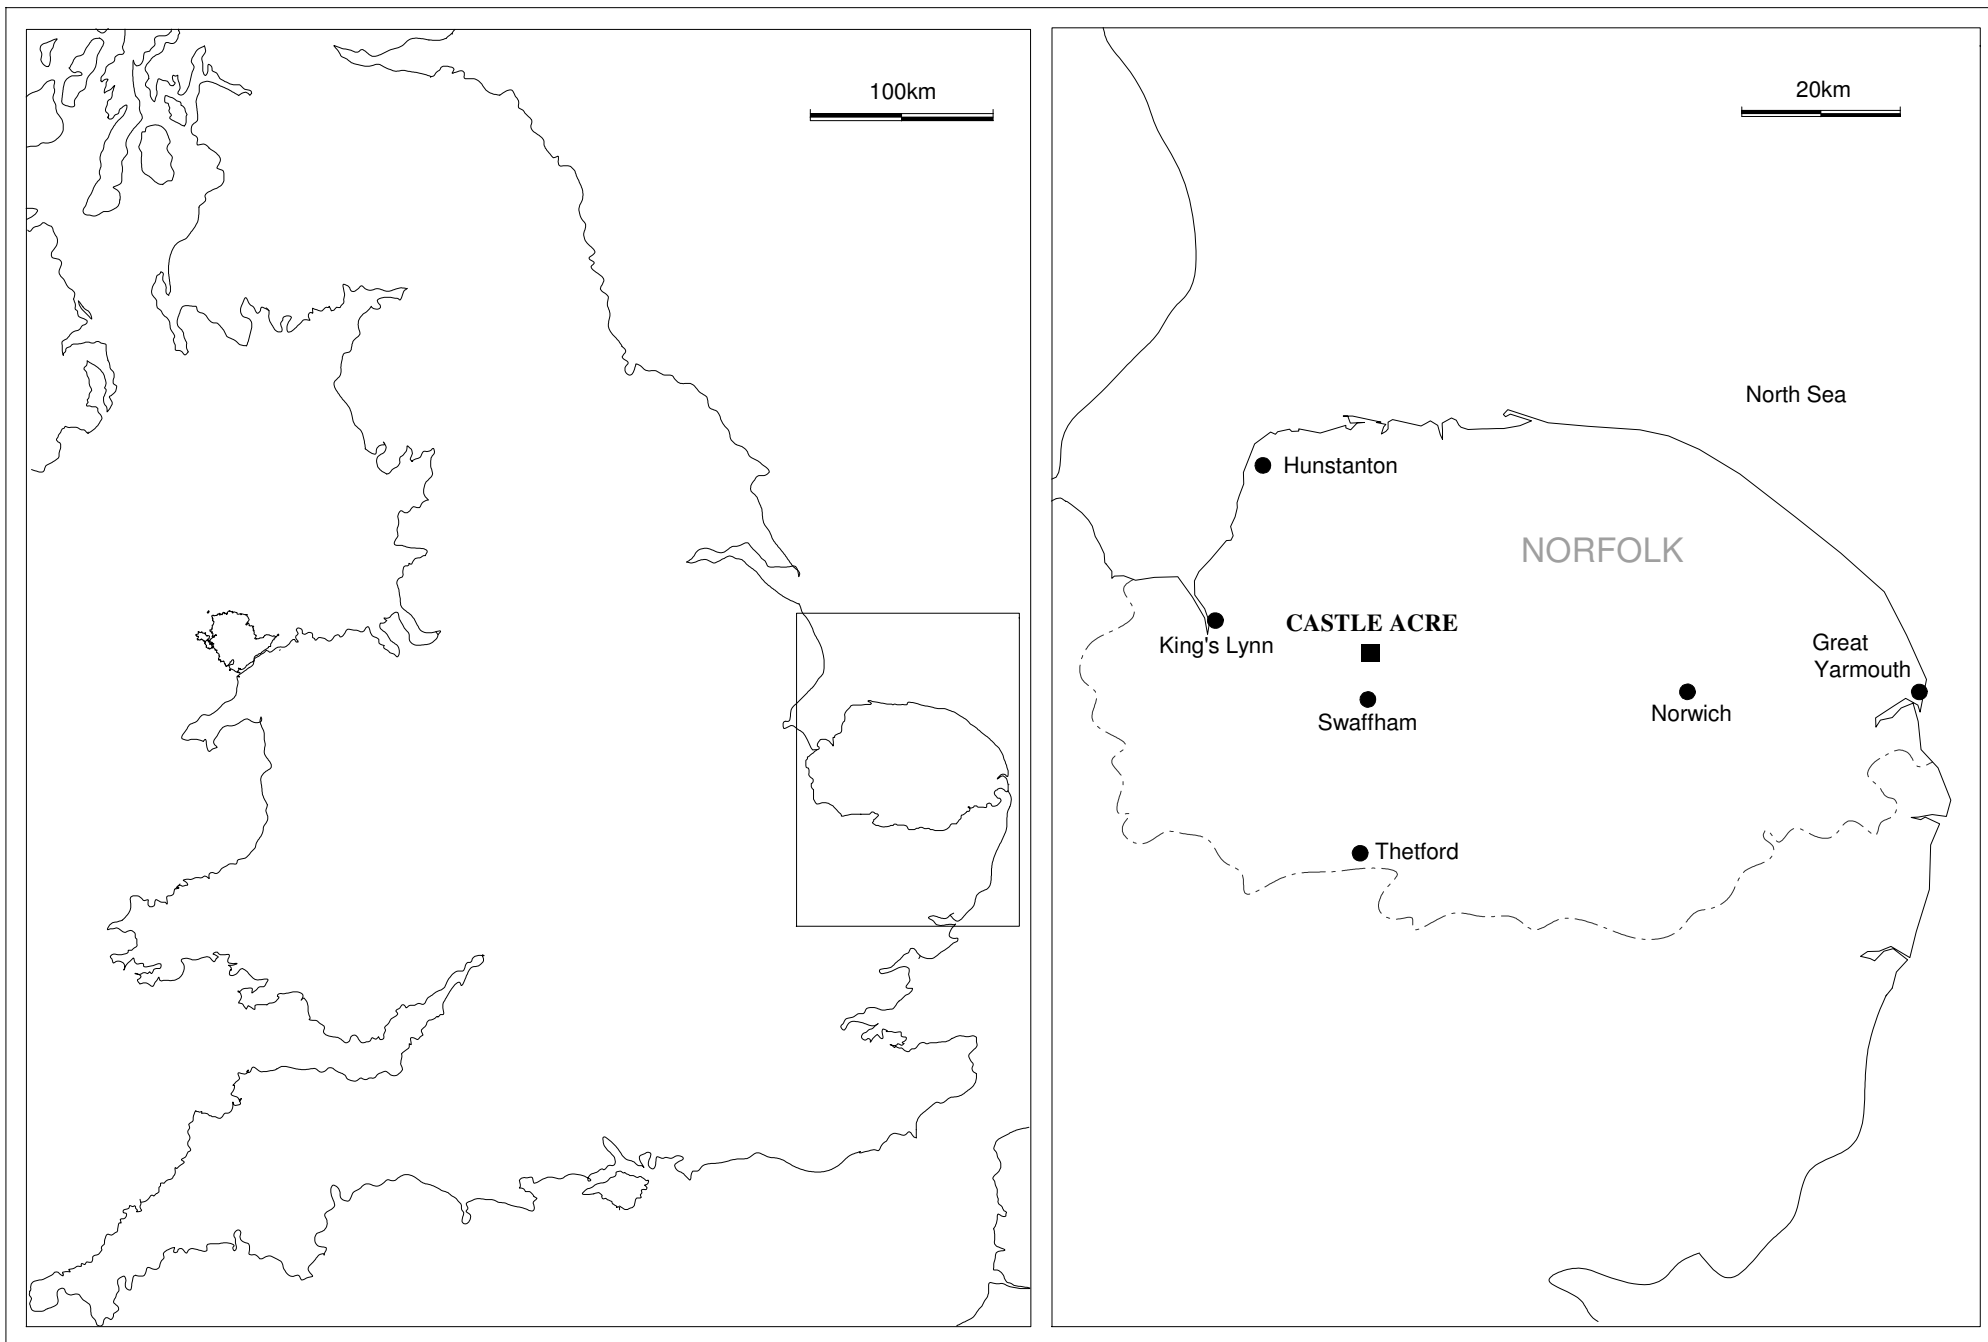 100km
20km
North Sea
Hunstanton
NORFOLK
CASTLE ACRE
King's Lynn
Great
Yarmouth
Swaffham
Norwich
Thetford